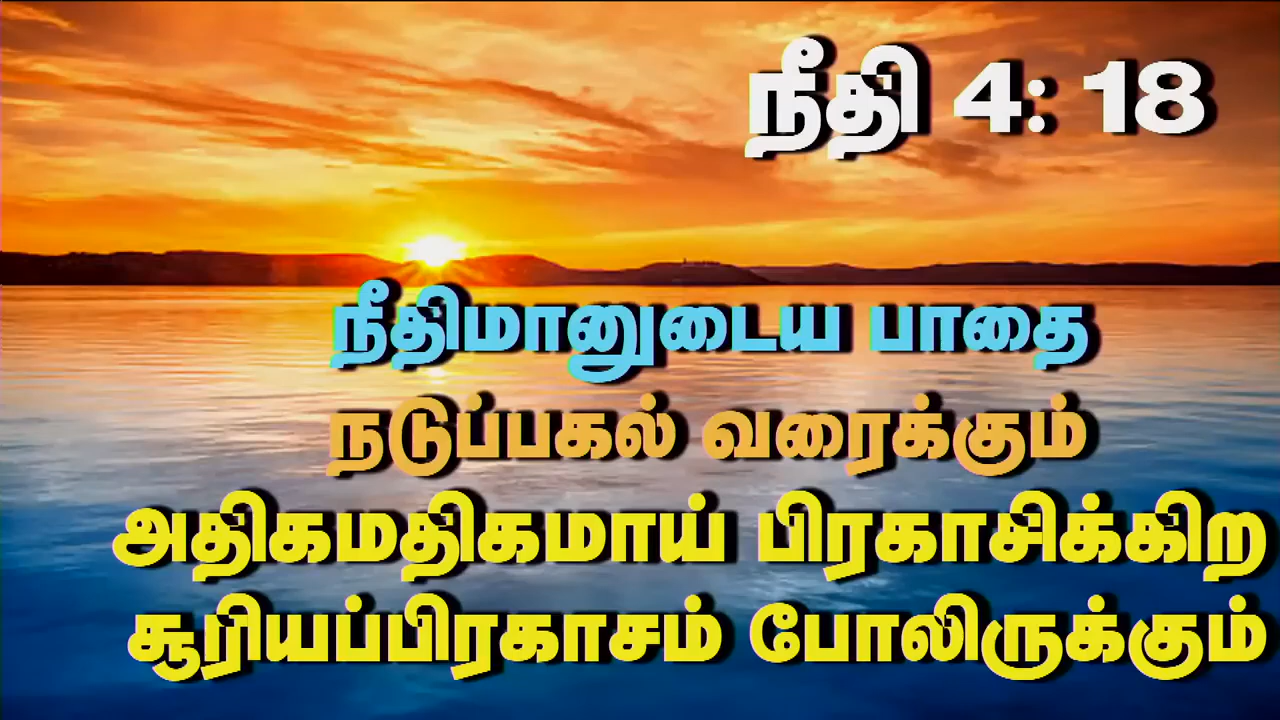 நீதி 4: 18
நீதிமானுடைய பாதை
நடுப்பகல் வரைக்கும்
அதிகமதிகமாய் பிரகாசிக்கிற
சூரியப்பிரகாசம் போலிருக்கும்